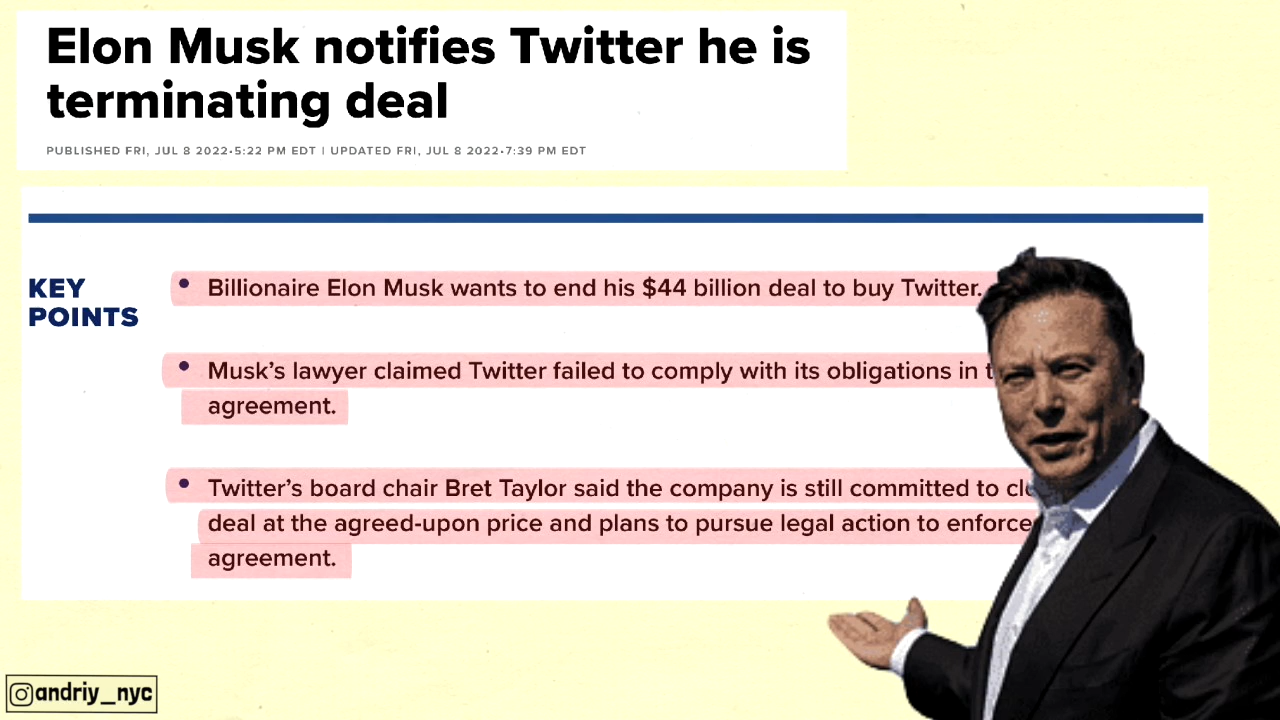 Elon Musk notifies Twitter he is
terminating deal
PUBLISHED FRI, JUL 8 2022•5:22 PM EDT | UPDATED FRI, JUL 8 2022•7:39 PM EDT
KEY
POINTS
• Billionaire Elon Musk wants to end his $44 billion deal to buy Twitter.
• Musk’s lawyer claimed Twitter failed to comply with its obligations in
agreement.
• Twitter’s board chair Bret Taylor said the company is still committed to
deal at the agreed-upon price and plans to pursue legal action to enforce
agreement.
@andriy_nyc